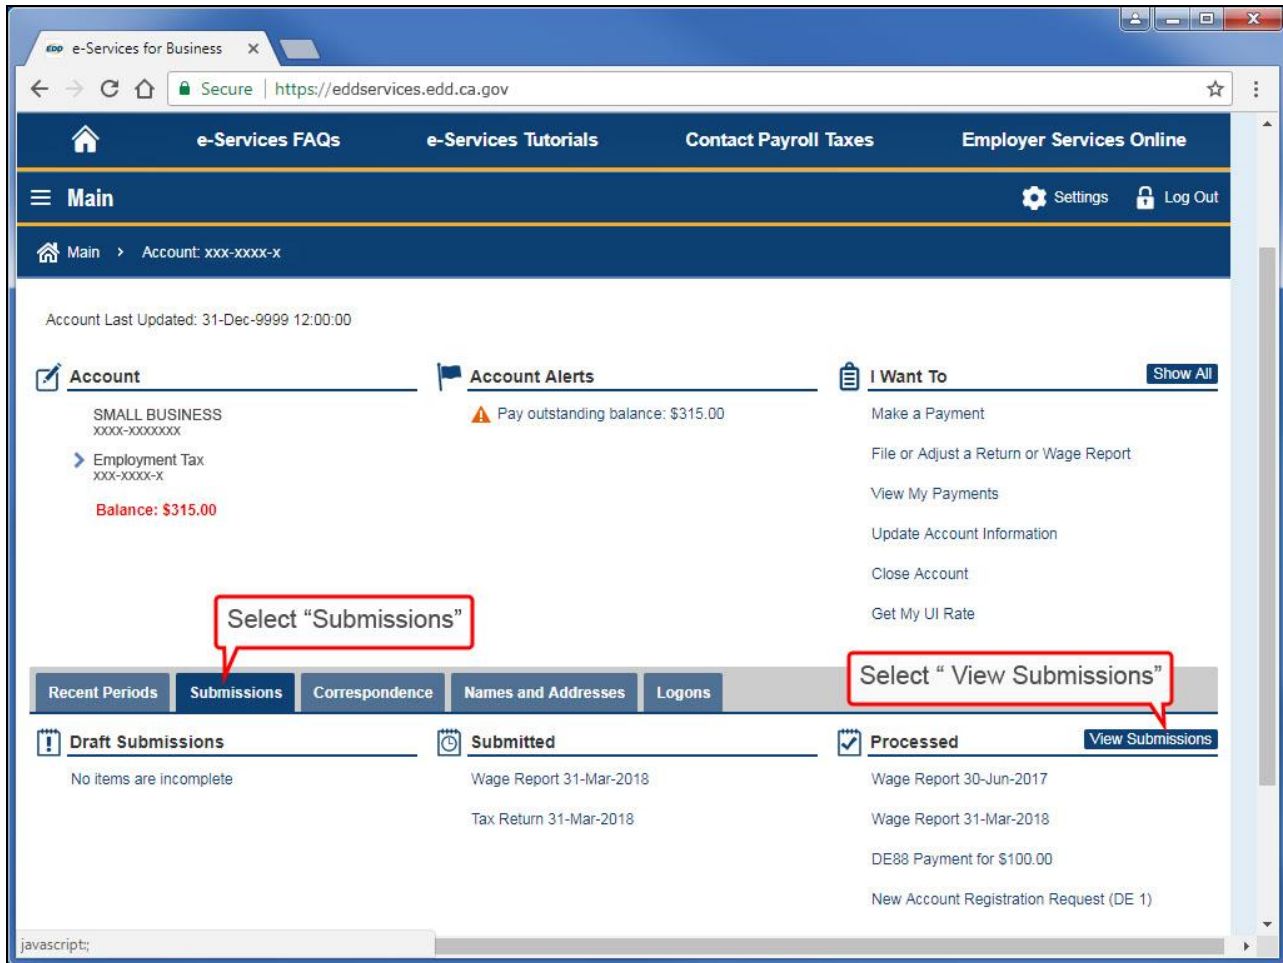 EDD e-Services for Business
Secure | https://eddservices.edd.ca.gov
e-Services FAQs e-Services Tutorials Contact Payroll Taxes Employer Services Online
Main Settings Log Out
Main > Account: xxx-xxxx-x
Account Last Updated: 31-Dec-9999 12:00:00
Account
SMALL BUSINESS
xxxx-xxxxxxx
Employment Tax
xxx-xxxx-x
Balance: $315.00
Account Alerts
Pay outstanding balance: $315.00
I Want To Show All
Make a Payment
File or Adjust a Return or Wage Report
View My Payments
Update Account Information
Close Account
Get My UI Rate
Select “Submissions”
Select “ View Submissions”
Recent Periods Submissions Correspondence Names and Addresses Logons
Draft Submissions
No items are incomplete
Submitted
Wage Report 31-Mar-2018
Tax Return 31-Mar-2018
Processed View Submissions
Wage Report 30-Jun-2017
Wage Report 31-Mar-2018
DE88 Payment for $100.00
New Account Registration Request (DE 1)
javascript:;